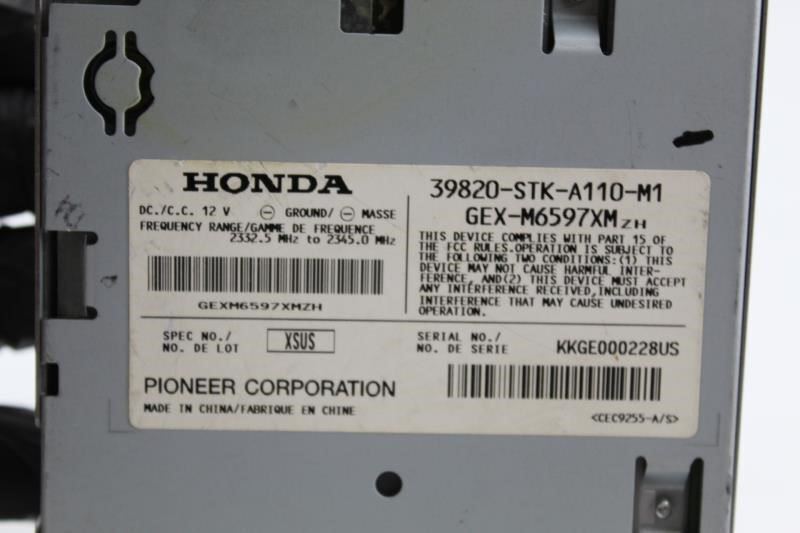 HONDA
DC./C.C. 12 V ⊖ GROUND/ ⊖ MASSE
FREQUENCY RANGE/GAMME DE FREQUENCE
2332.5 MHz to 2345.0 MHz
GEXM6597XMZH
39820-STK-A110-M1
GEX-M6597XM ZH
THIS DEVICE COMPLIES WITH PART 15 OF
THE FCC RULES.OPERATION IS SUBJECT TO
THE FOLLOWING TWO CONDITIONS:(1) THIS
DEVICE MAY NOT CAUSE HARMFUL INTER-
FERENCE, AND(2) THIS DEVICE MUST ACCEPT
ANY INTERFERENCE RECEIVED,INCLUDING
INTERFERENCE THAT MAY CAUSE UNDESIRED
OPERATION.
SPEC NO./
NO. DE LOT
XSUS
SERIAL NO./
NO. DE SERIE
KKGE000228US
PIONEER CORPORATION
MADE IN CHINA/FABRIQUE EN CHINE
<CEC9255-A/S>